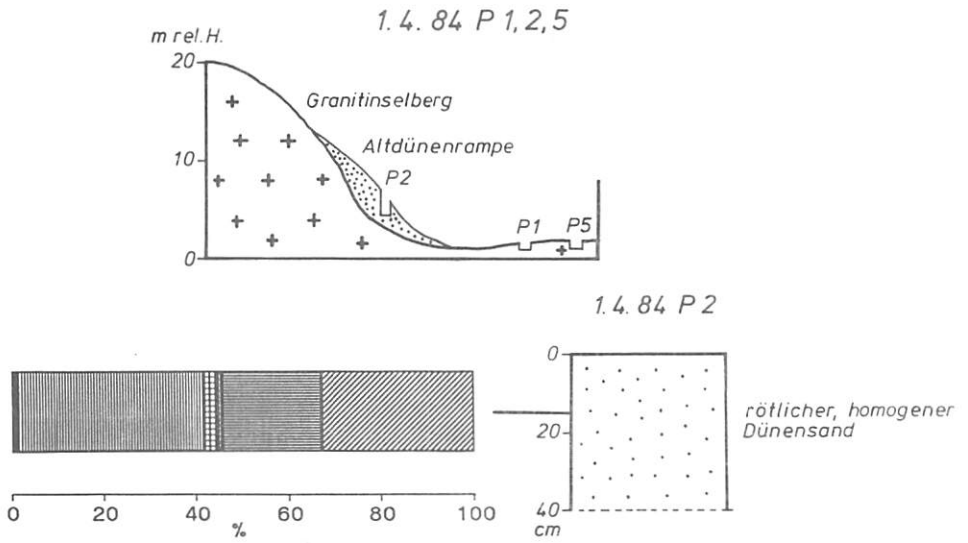 1. 4. 84 P 1, 2, 5
m rel. H.
20
Granitinselberg
Altdünenrampe
10
P2
P1
P5
0
1. 4. 84 P 2
0
rötlicher, homogener
Dünensand
20
40
cm
0 20 40 60 80 100
%